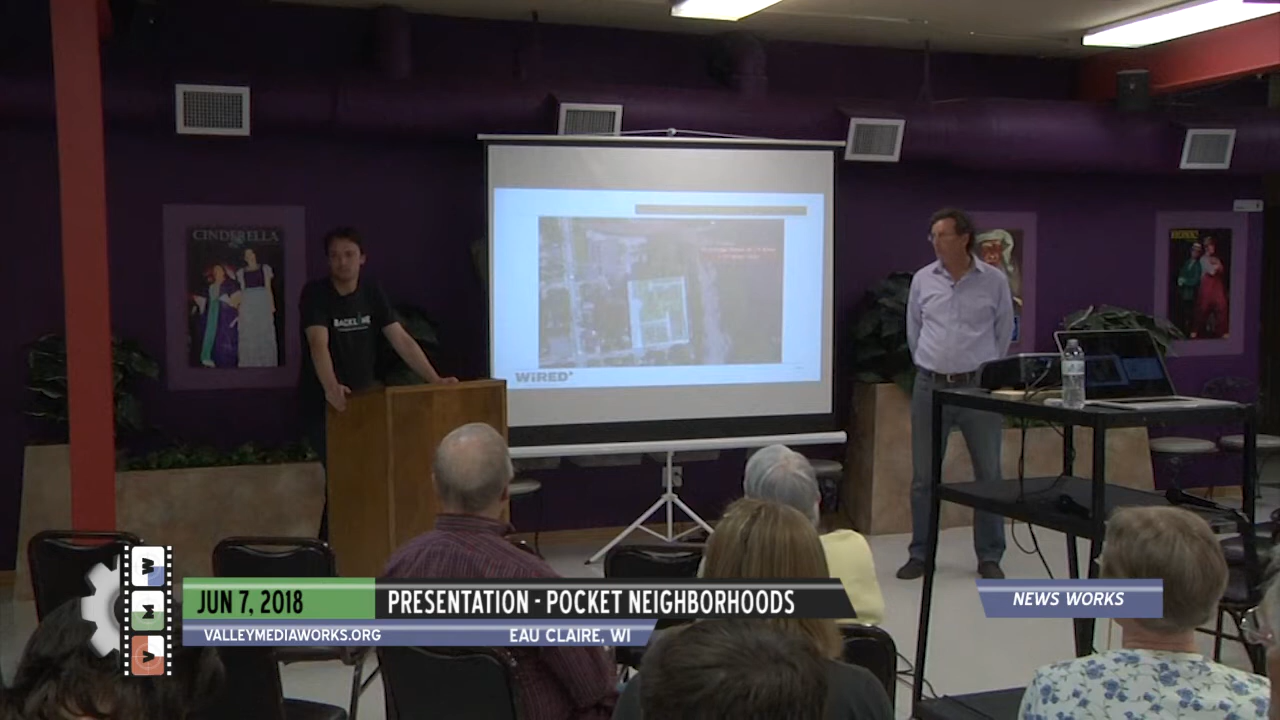 CINDERELLA
BACKLINE
WIRED
JUN 7, 2018
PRESENTATION - POCKET NEIGHBORHOODS
NEWS WORKS
VALLEYMEDIAWORKS.ORG
EAU CLAIRE, WI
W
M
V